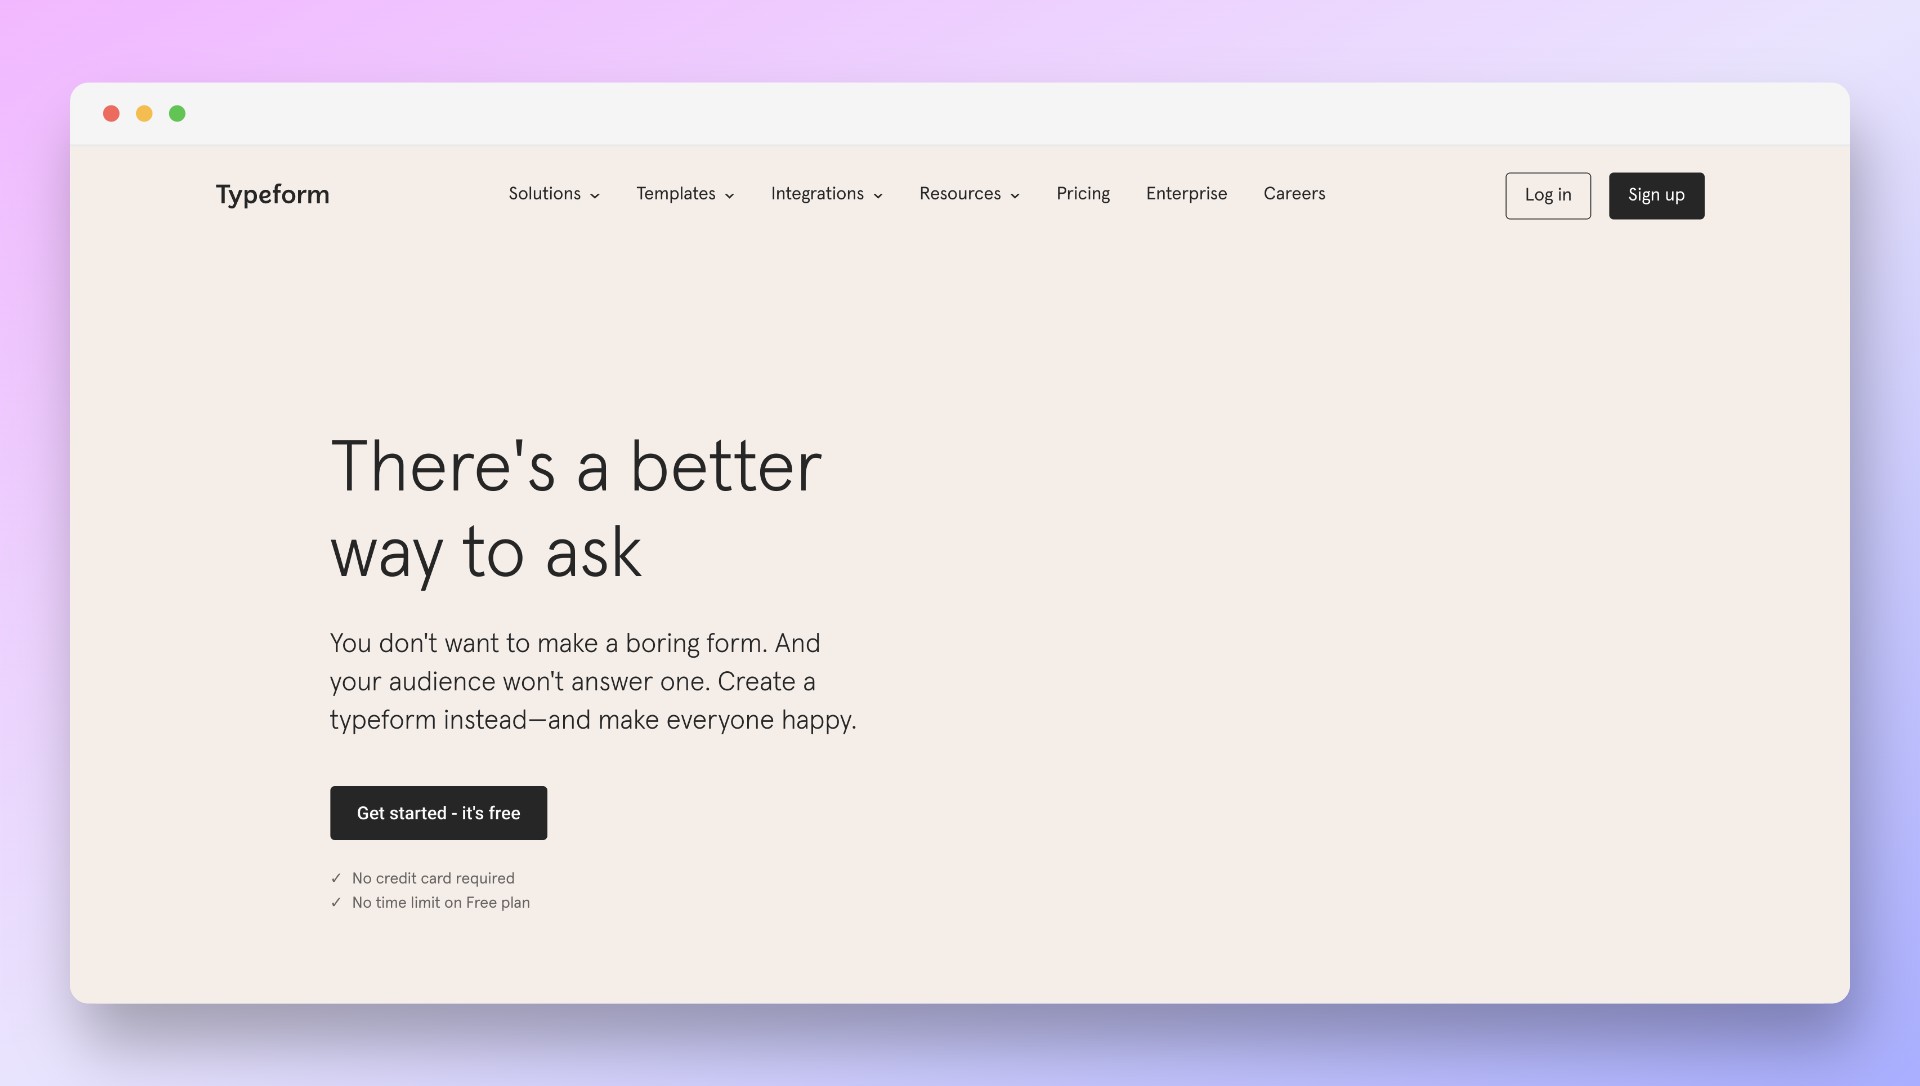 Typeform
Solutions
Templates
Integrations
Resources
Pricing
Enterprise
Careers
Log in
Sign up
There's a better
way to ask
You don't want to make a boring form. And
your audience won't answer one. Create a
typeform instead—and make everyone happy.
Get started - it's free
✓ No credit card required
✓ No time limit on Free plan